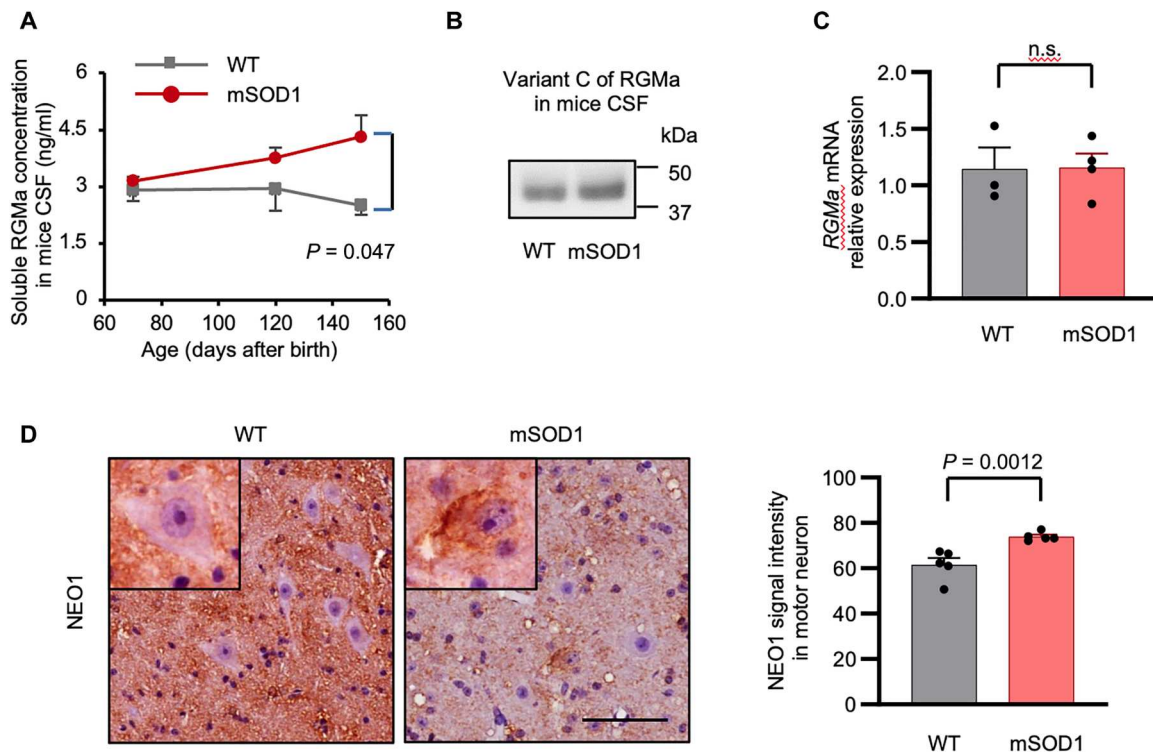 A
WT
mSOD1
Soluble RGMa concentration
in mice CSF (ng/ml)
6
4.5
3
1.5
0
P = 0.047
60 80 100 120 140 160
Age (days after birth)
B
Variant C of RGMa
in mice CSF
kDa
50
37
WT mSOD1
C
n.s.
RGMa mRNA
relative expression
2.0
1.5
1.0
0.5
0.0
WT mSOD1
D
WT mSOD1
NEO1
P = 0.0012
NEO1 signal intensity
in motor neuron
100
80
60
40
20
0
WT mSOD1